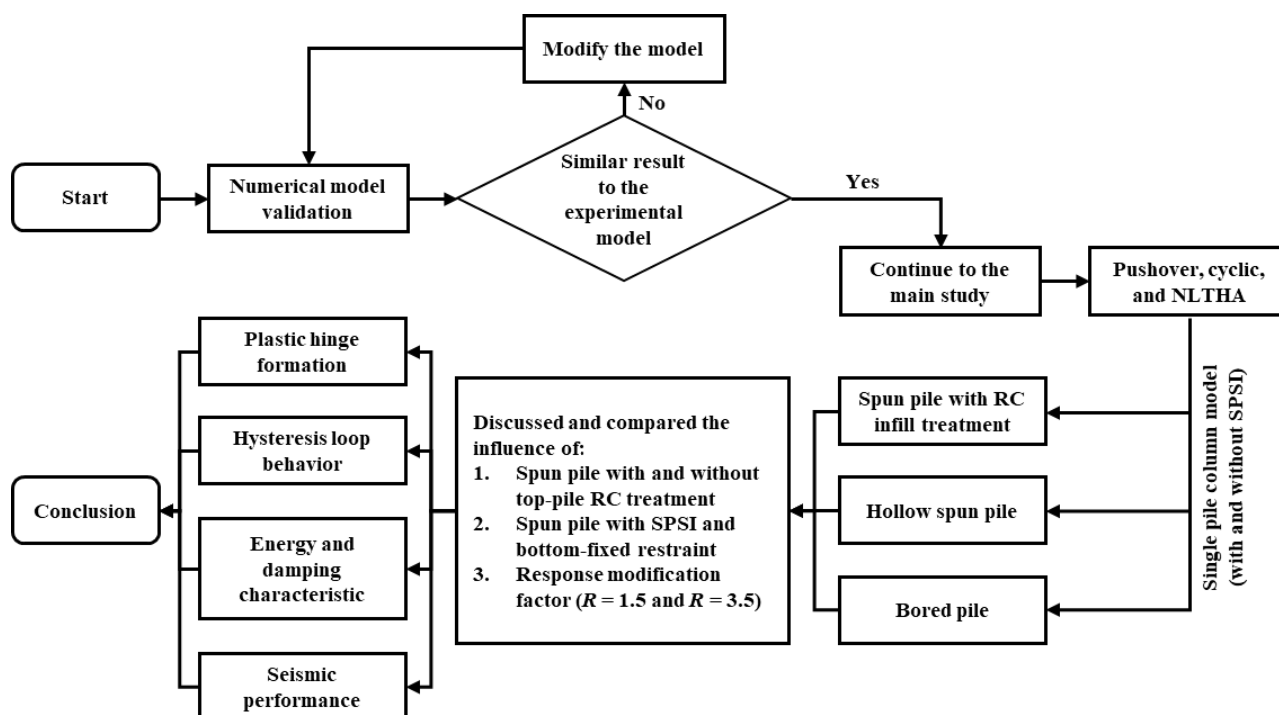 Modify the model
No
Start
Numerical model
validation
Similar result
to the
experimental
model
Yes
Continue to the
main study
Pushover, cyclic,
and NLTHA
Single pile column model
(with and without SPSI)
Spun pile with RC
infill treatment
Hollow spun pile
Bored pile
Discussed and compared the
influence of:
1. Spun pile with and without
top-pile RC treatment
2. Spun pile with SPSI and
bottom-fixed restraint
3. Response modification
factor (R = 1.5 and R = 3.5)
Plastic hinge
formation
Hysteresis loop
behavior
Energy and
damping
characteristic
Seismic
performance
Conclusion